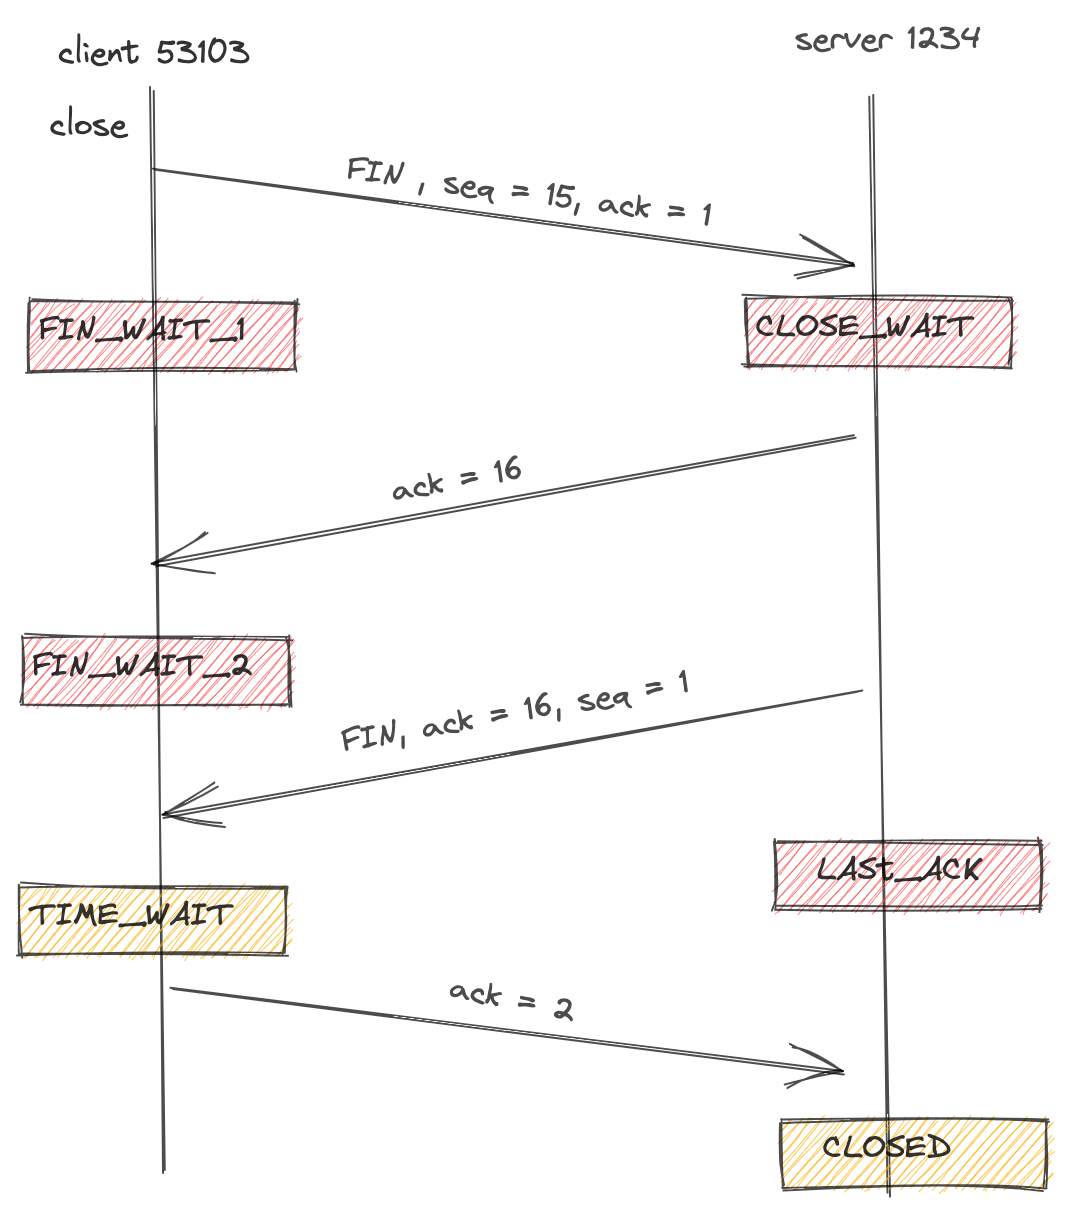 client 53103
server 1234
close
FIN , seq = 15, ack = 1
FIN_WAIT_1
CLOSE_WAIT
ack = 16
FIN_WAIT_2
FIN, ack = 16, seq = 1
LASt_ACK
TIME_WAIT
ack = 2
CLOSED